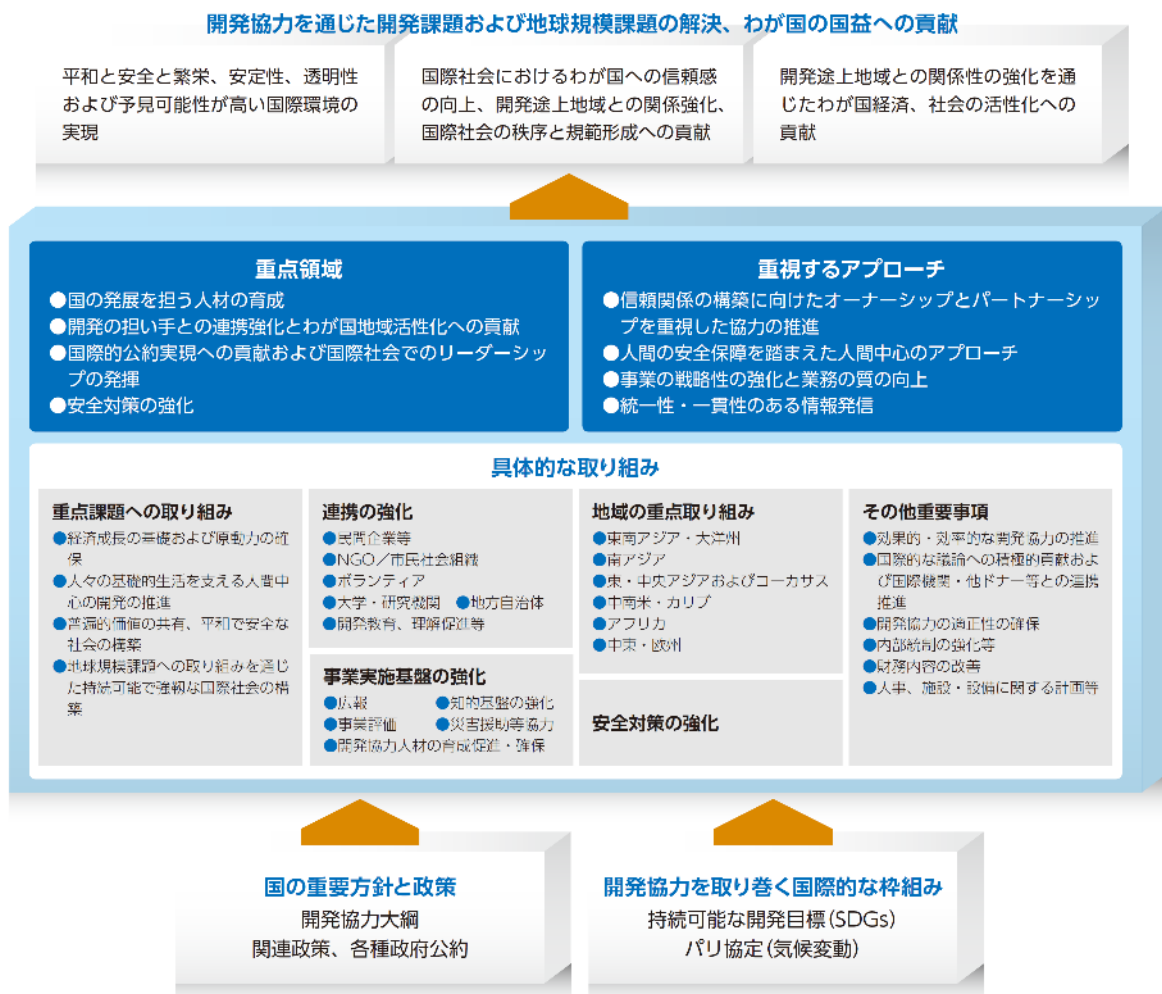 開発協力を通じた開発課題および地球規模課題の解決、わが国の国益への貢献
平和と安全と繁栄、安定性、透明性
および予見可能性が高い国際環境の
実現
国際社会におけるわが国への信頼感
の向上、開発途上地域との関係強化、
国際社会の秩序と規範形成への貢献
開発途上地域との関係性の強化を通
じたわが国経済、社会の活性化への
貢献
重点領域
●国の発展を担う人材の育成
●開発の担い手との連携強化とわが国地域活性化への貢献
●国際的公約実現への貢献および国際社会でのリーダーシッ
プの発揮
●安全対策の強化
重視するアプローチ
●信頼関係の構築に向けたオーナーシップとパートナーシッ
プを重視した協力の推進
●人間の安全保障を踏まえた人間中心のアプローチ
●事業の戦略性の強化と業務の質の向上
●統一性・一貫性のある情報発信
具体的な取り組み
重点課題への取り組み
●経済成長の基礎および原動力の確
保
●人々の基礎的生活を支える人間中
心の開発の推進
●普遍的価値の共有、平和で安全な
社会の構築
●地球規模課題への取り組みを通じ
た持続可能で強靱な国際社会の構
築
連携の強化
●民間企業等
●NGO/市民社会組織
●ボランティア
●大学・研究機関 ●地方自治体
●開発教育、理解促進等
事業実施基盤の強化
●広報 ●知的基盤の強化
●事業評価 ●災害援助等協力
●開発協力人材の育成促進・確保
地域の重点取り組み
●東南アジア・大洋州
●南アジア
●東・中央アジアおよびコーカサス
●中南米・カリブ
●アフリカ
●中東・欧州
安全対策の強化
その他重要事項
●効果的・効率的な開発協力の推進
●国際的な議論への積極的貢献およ
び国際機関・他ドナー等との連携
推進
●開発協力の適正性の確保
●内部統制の強化等
●財務内容の改善
●人事、施設・設備に関する計画等
国の重要方針と政策
開発協力大綱
関連政策、各種政府公約
開発協力を取り巻く国際的な枠組み
持続可能な開発目標(SDGs)
パリ協定(気候変動)